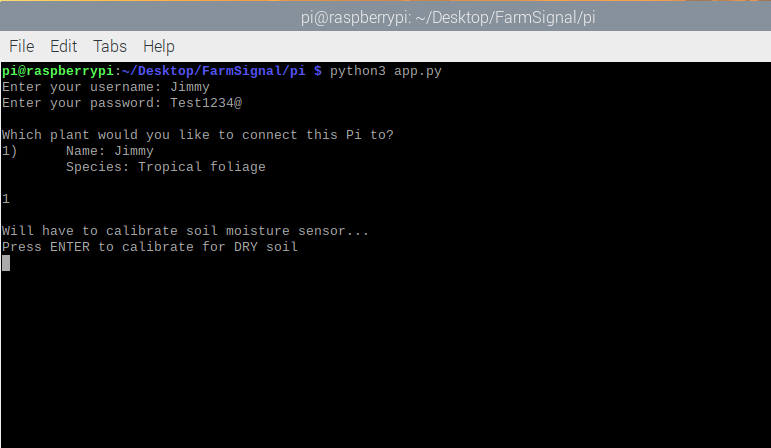 pi@raspberrypi: ~/Desktop/FarmSignal/pi
File Edit Tabs Help
pi@raspberrypi:~/Desktop/FarmSignal/pi $ python3 app.py
Enter your username: Jimmy
Enter your password: Test1234@
Which plant would you like to connect this Pi to?
1) Name: Jimmy
Species: Tropical foliage
1
Will have to calibrate soil moisture sensor...
Press ENTER to calibrate for DRY soil